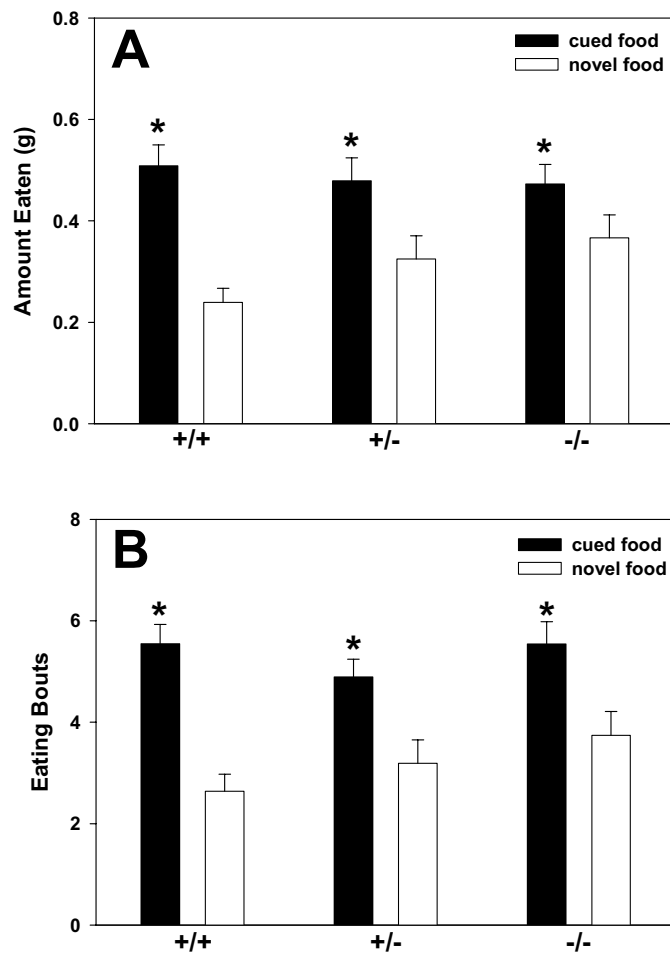 A
cued food
novel food
Amount Eaten (g)
0.8
0.6
0.4
0.2
0.0
*
*
*
+/+
+/-
-/-
B
cued food
novel food
Eating Bouts
8
6
4
2
0
*
*
*
+/+
+/-
-/-